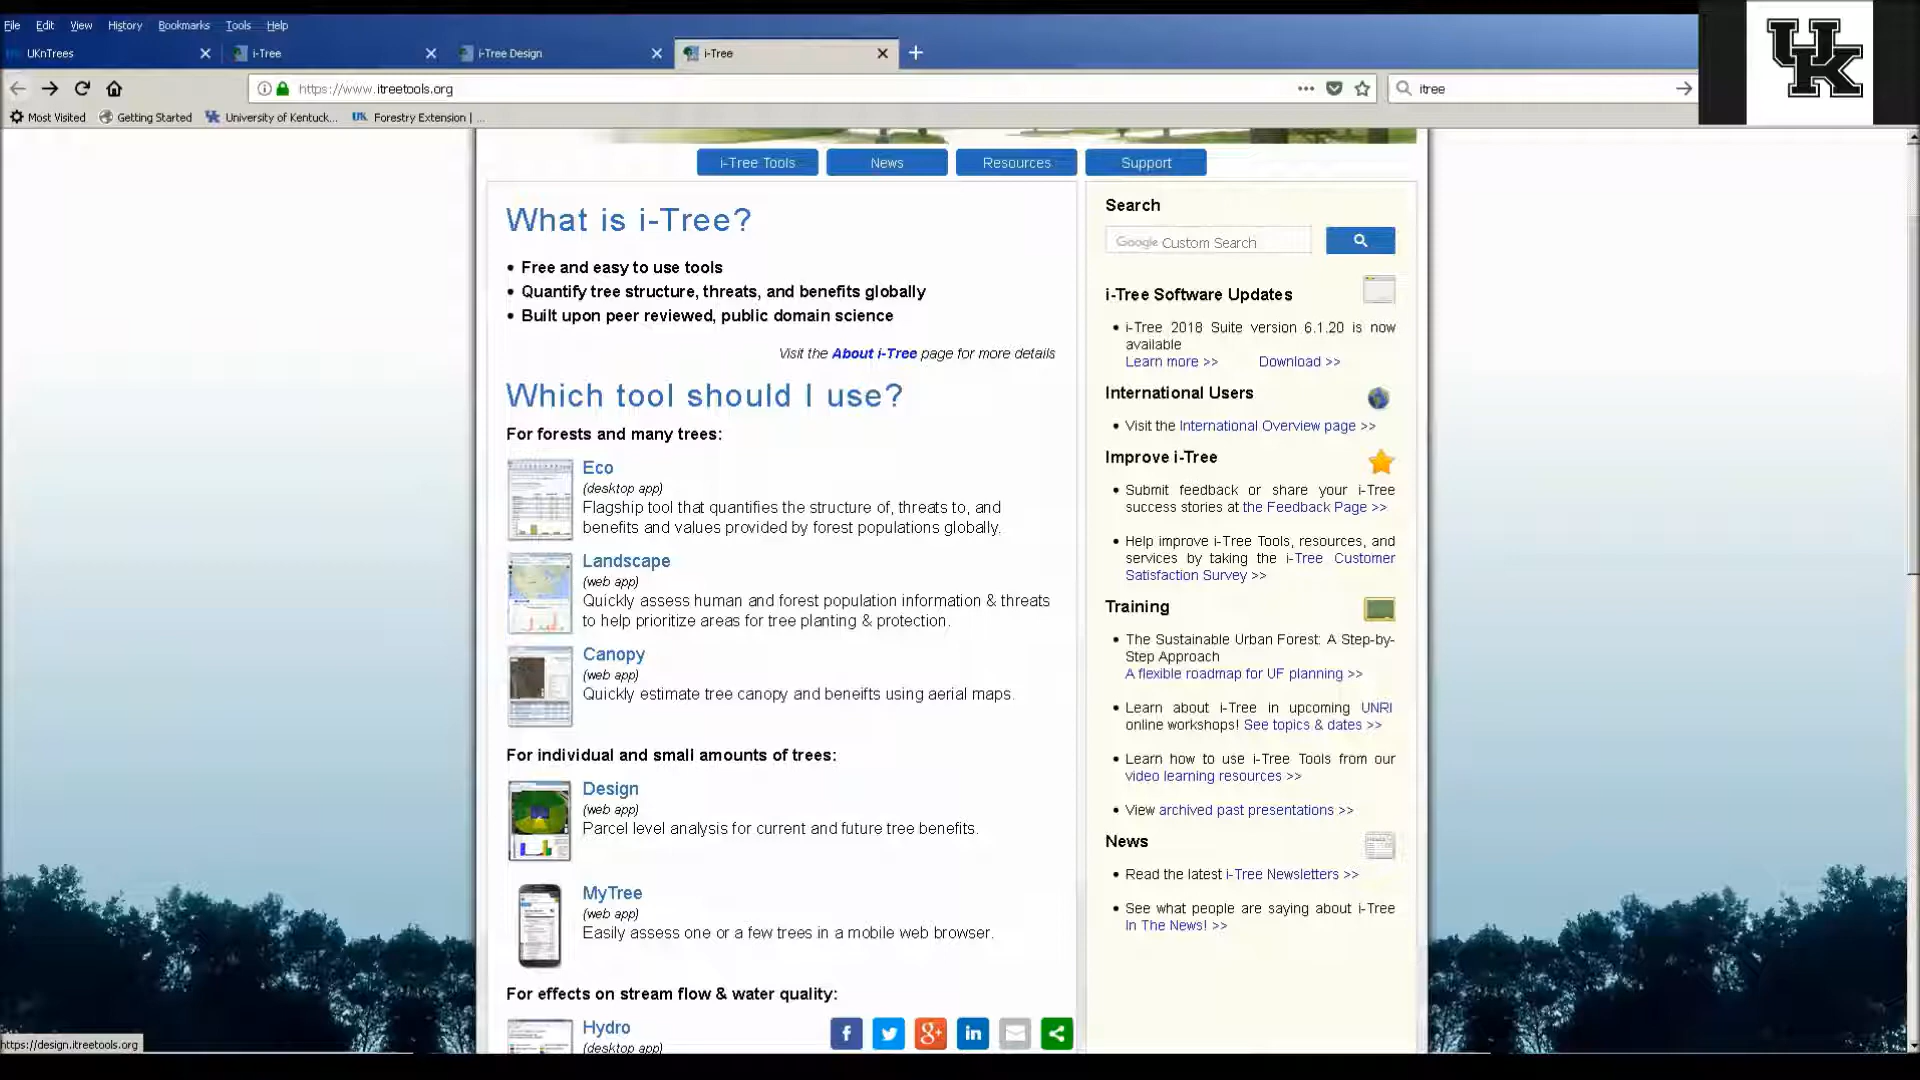 File Edit View History Bookmarks Tools Help
UKnTrees i-Tree i-Tree Design i-Tree
https://www.itreetools.org
itree
Most Visited Getting Started University of Kentuck... Forestry Extension | ...
UK
i-Tree Tools News Resources Support
What is i-Tree?
• Free and easy to use tools
• Quantify tree structure, threats, and benefits globally
• Built upon peer reviewed, public domain science
Visit the About i-Tree page for more details
Which tool should I use?
For forests and many trees:
Eco
(desktop app)
Flagship tool that quantifies the structure of, threats to, and
benefits and values provided by forest populations globally.
Landscape
(web app)
Quickly assess human and forest population information & threats
to help prioritize areas for tree planting & protection.
Canopy
(web app)
Quickly estimate tree canopy and beneifts using aerial maps.
For individual and small amounts of trees:
Design
(web app)
Parcel level analysis for current and future tree benefits.
MyTree
(web app)
Easily assess one or a few trees in a mobile web browser.
For effects on stream flow & water quality:
Hydro
(desktop app)
Search
Google Custom Search
i-Tree Software Updates
• i-Tree 2018 Suite version 6.1.20 is now
available
Learn more >> Download >>
International Users
• Visit the International Overview page >>
Improve i-Tree
• Submit feedback or share your i-Tree
success stories at the Feedback Page >>
• Help improve i-Tree Tools, resources, and
services by taking the i-Tree Customer
Satisfaction Survey >>
Training
• The Sustainable Urban Forest: A Step-by-
Step Approach
A flexible roadmap for UF planning >>
• Learn about i-Tree in upcoming UNRI
online workshops! See topics & dates >>
• Learn how to use i-Tree Tools from our
video learning resources >>
• View archived past presentations >>
News
• Read the latest i-Tree Newsletters >>
• See what people are saying about i-Tree
In The News! >>
https://design.itreetools.org